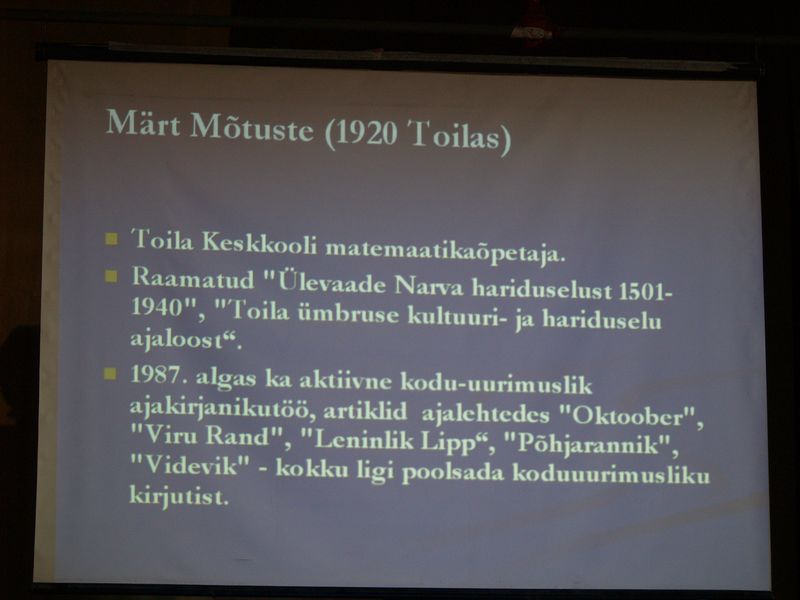 Märt Mõtuste (1920 Toilas)
Toila Keskkooli matemaatikaõpetaja.
Raamatud "Ülevaade Narva hariduselust 1501-
1940", "Toila ümbruse kultuuri- ja hariduselu
ajaloost“.
1987. algas ka aktiivne kodu-uurimuslik
ajakirjanikutöö, artiklid ajalehtedes "Oktoober",
"Viru Rand", "Leninlik Lipp“, "Põhjarannik",
"Videvik" - kokku ligi poolsada koduuurimusliku
kirjutist.